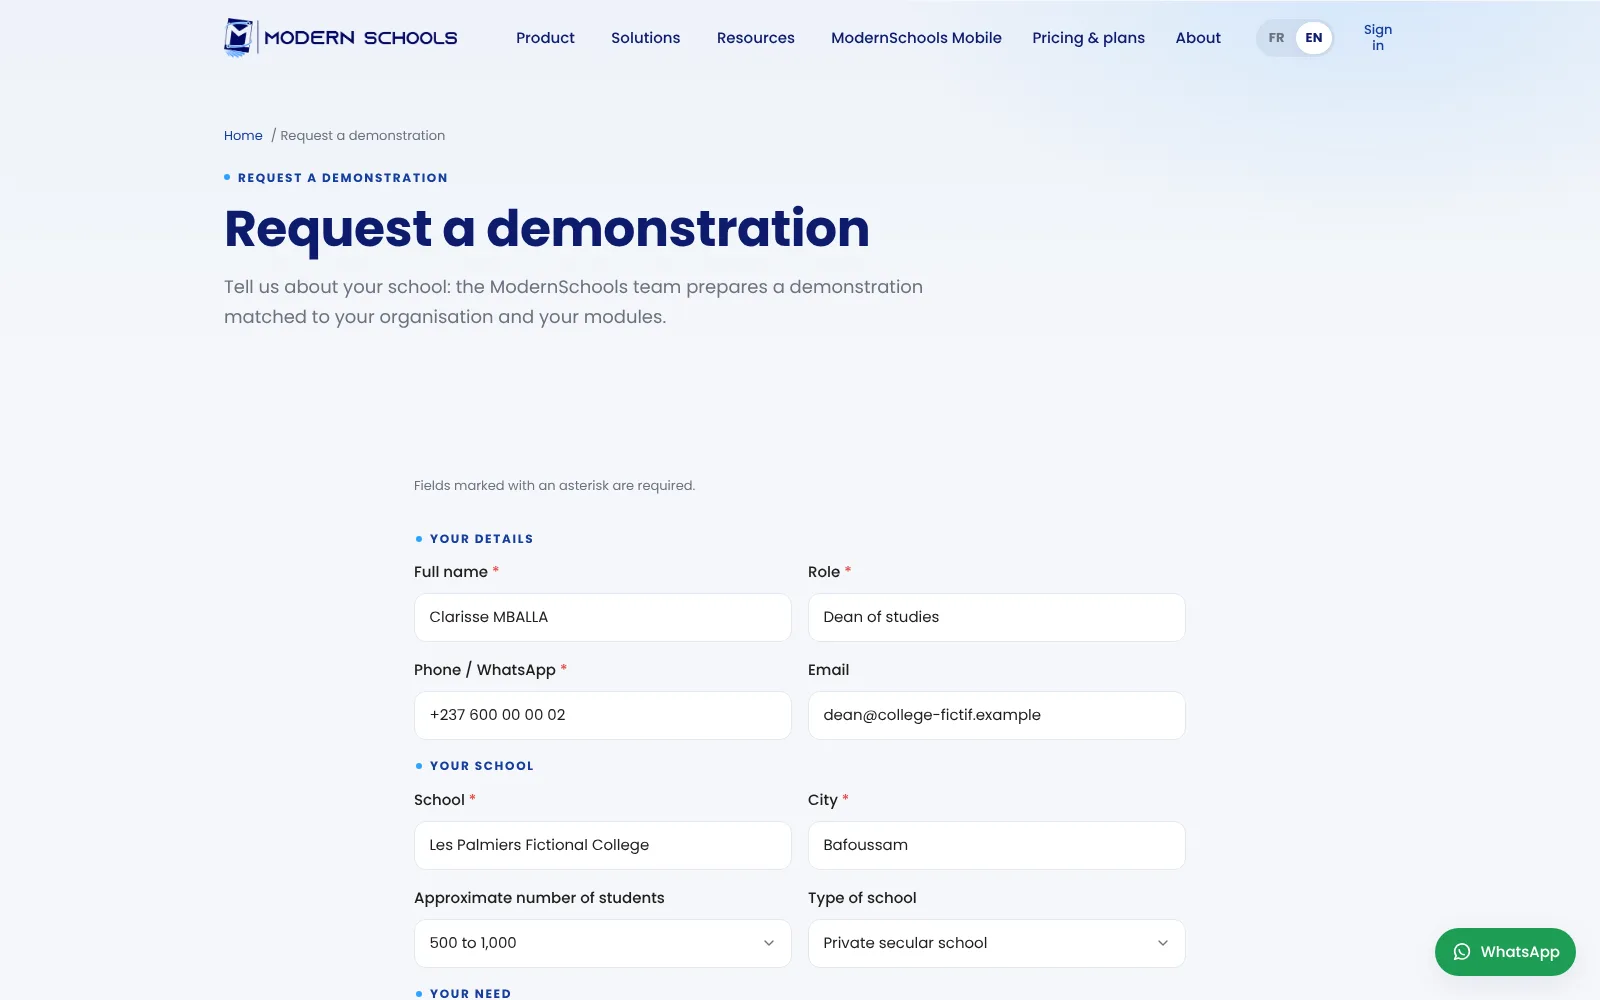 MODERN SCHOOLS
Product
Solutions
Resources
ModernSchools Mobile
Pricing & plans
About
FR
EN
Sign
in
Home / Request a demonstration
REQUEST A DEMONSTRATION
Request a demonstration
Tell us about your school: the ModernSchools team prepares a demonstration
matched to your organisation and your modules.
Fields marked with an asterisk are required.
YOUR DETAILS
Full name *
Role *
Clarisse MBALLA
Dean of studies
Phone / WhatsApp *
Email
+237 600 00 00 02
dean@college-fictif.example
YOUR SCHOOL
School *
City *
Les Palmiers Fictional College
Bafoussam
Approximate number of students
Type of school
500 to 1,000
Private secular school
WhatsApp
YOUR NEED